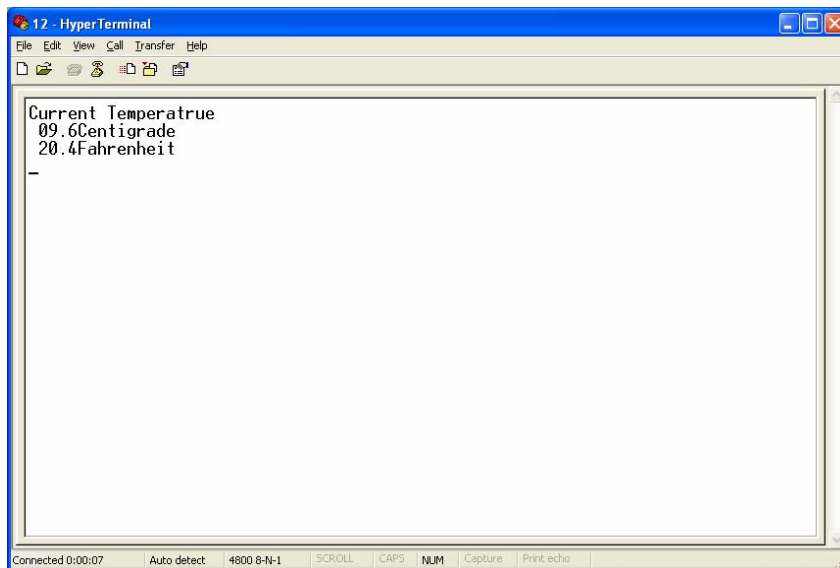 12 - HyperTerminal
File Edit View Call Transfer Help
Current Temperatrue
09.6Centigrade
20.4Fahrenheit
Connected 0:00:07 Auto detect 4800 8-N-1 SCROLL CAPS NUM Capture Print echo